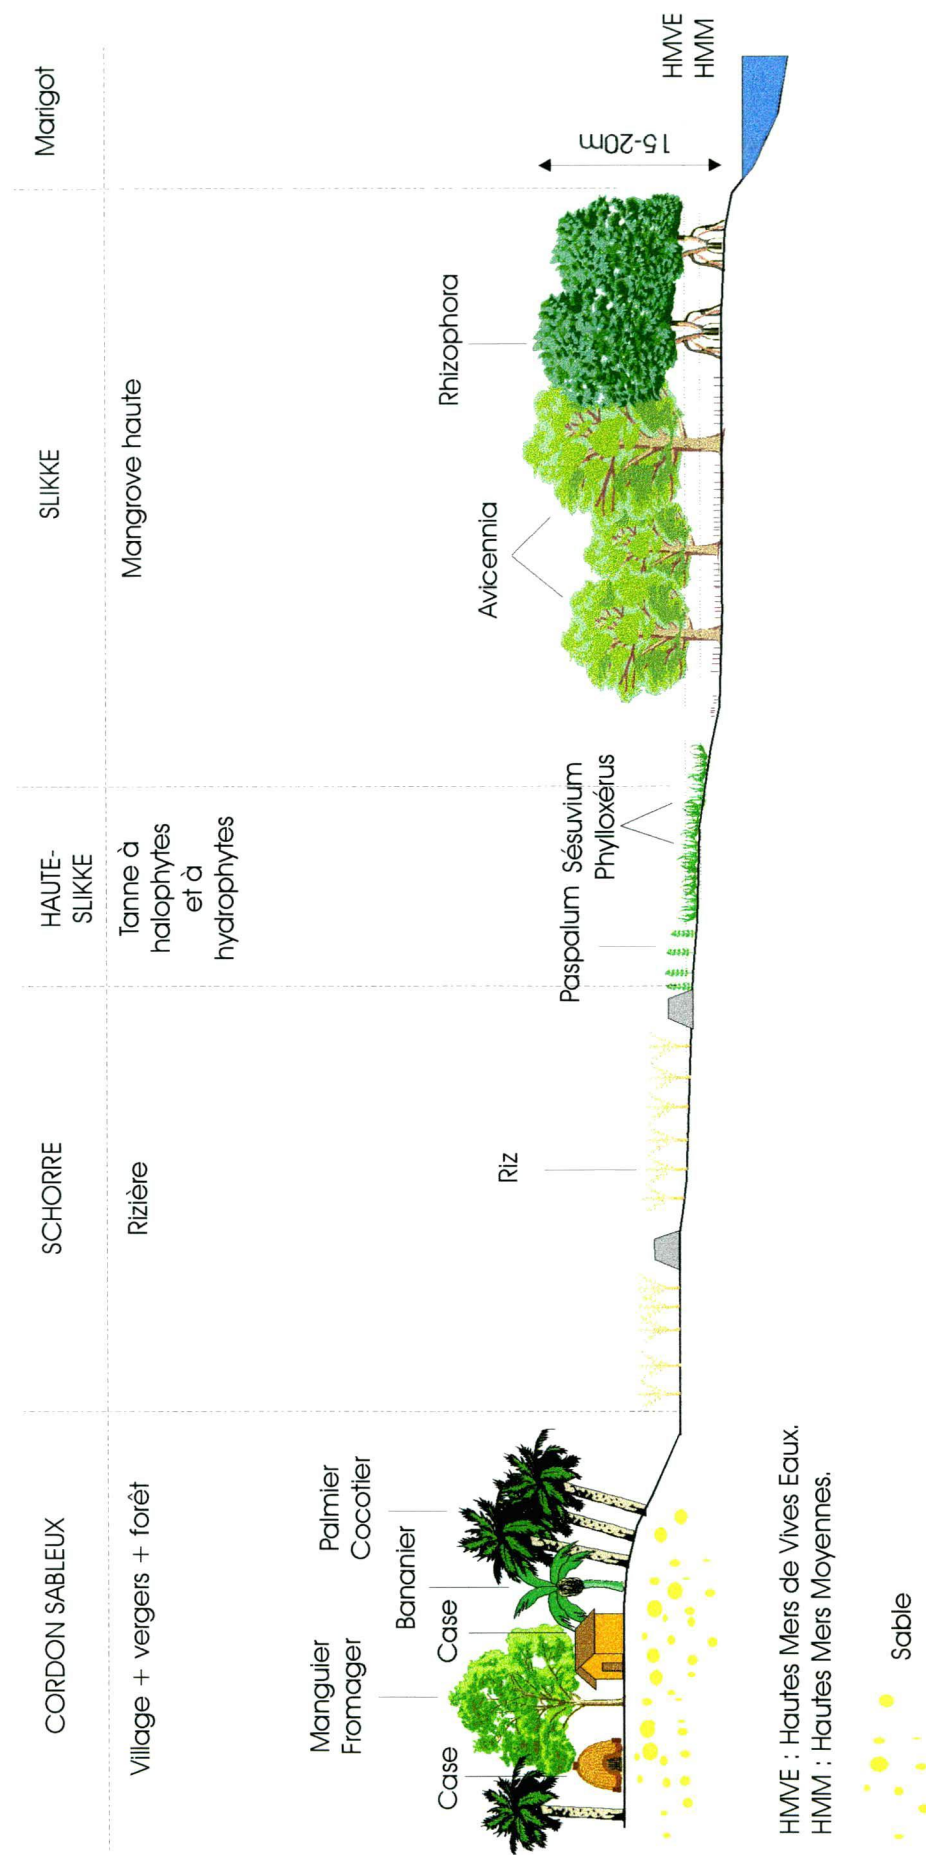 CORDON SABLEUX
SCHORRE
HAUTE-
SLIKKE
SLIKKE
Marigot
Village + vergers + forêt
Rizière
Tanne à
halophytes
et à
hydrophytes
Mangrove haute
Manguier
Fromager
Palmier
Cocotier
Bananier
Case
Case
Riz
Paspalum
Sésuvium
Phylloxérus
Avicennia
Rhizophora
15-20m
HMVE
HMM
HMVE : Hautes Mers de Vives Eaux.
HMM : Hautes Mers Moyennes.
Sable